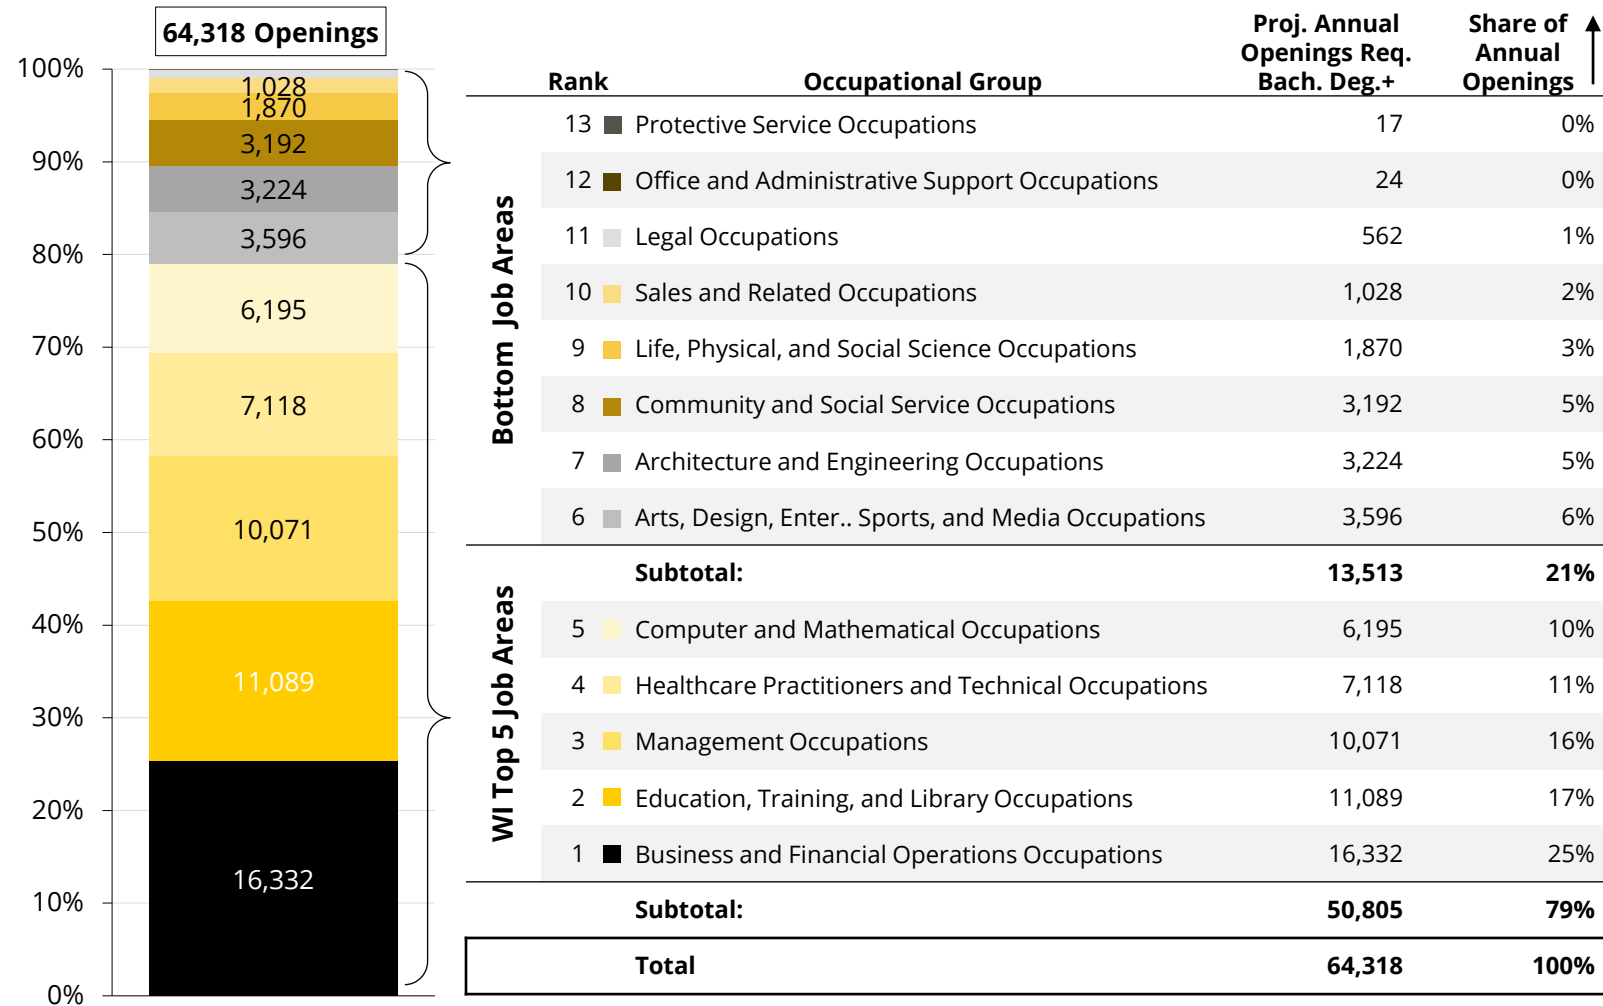 64,318 Openings
100%
90%
80%
70%
60%
50%
40%
30%
20%
10%
0%
1,028
1,870
3,192
3,224
3,596
6,195
7,118
10,071
11,089
16,332
Rank Occupational Group Proj. Annual Openings Req. Bach. Deg.+ Share of Annual Openings
Bottom Job Areas
13 Protective Service Occupations 17 0%
12 Office and Administrative Support Occupations 24 0%
11 Legal Occupations 562 1%
10 Sales and Related Occupations 1,028 2%
9 Life, Physical, and Social Science Occupations 1,870 3%
8 Community and Social Service Occupations 3,192 5%
7 Architecture and Engineering Occupations 3,224 5%
6 Arts, Design, Enter.. Sports, and Media Occupations 3,596 6%
Subtotal: 13,513 21%
WI Top 5 Job Areas
5 Computer and Mathematical Occupations 6,195 10%
4 Healthcare Practitioners and Technical Occupations 7,118 11%
3 Management Occupations 10,071 16%
2 Education, Training, and Library Occupations 11,089 17%
1 Business and Financial Operations Occupations 16,332 25%
Subtotal: 50,805 79%
Total 64,318 100%